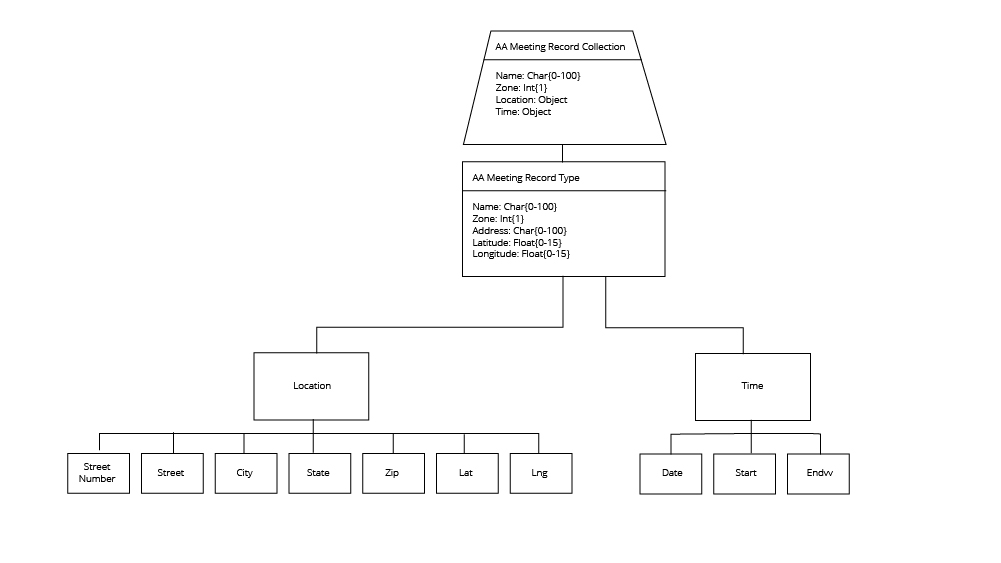 AA Meeting Record Collection
Name: Char{0-100}
Zone: Int{1}
Location: Object
Time: Object
AA Meeting Record Type
Name: Char{0-100}
Zone: Int{1}
Address: Char{0-100}
Latitude: Float{0-15}
Longitude: Float{0-15}
Location
Time
Street
Number
Street
City
State
Zip
Lat
Lng
Date
Start
Endvv